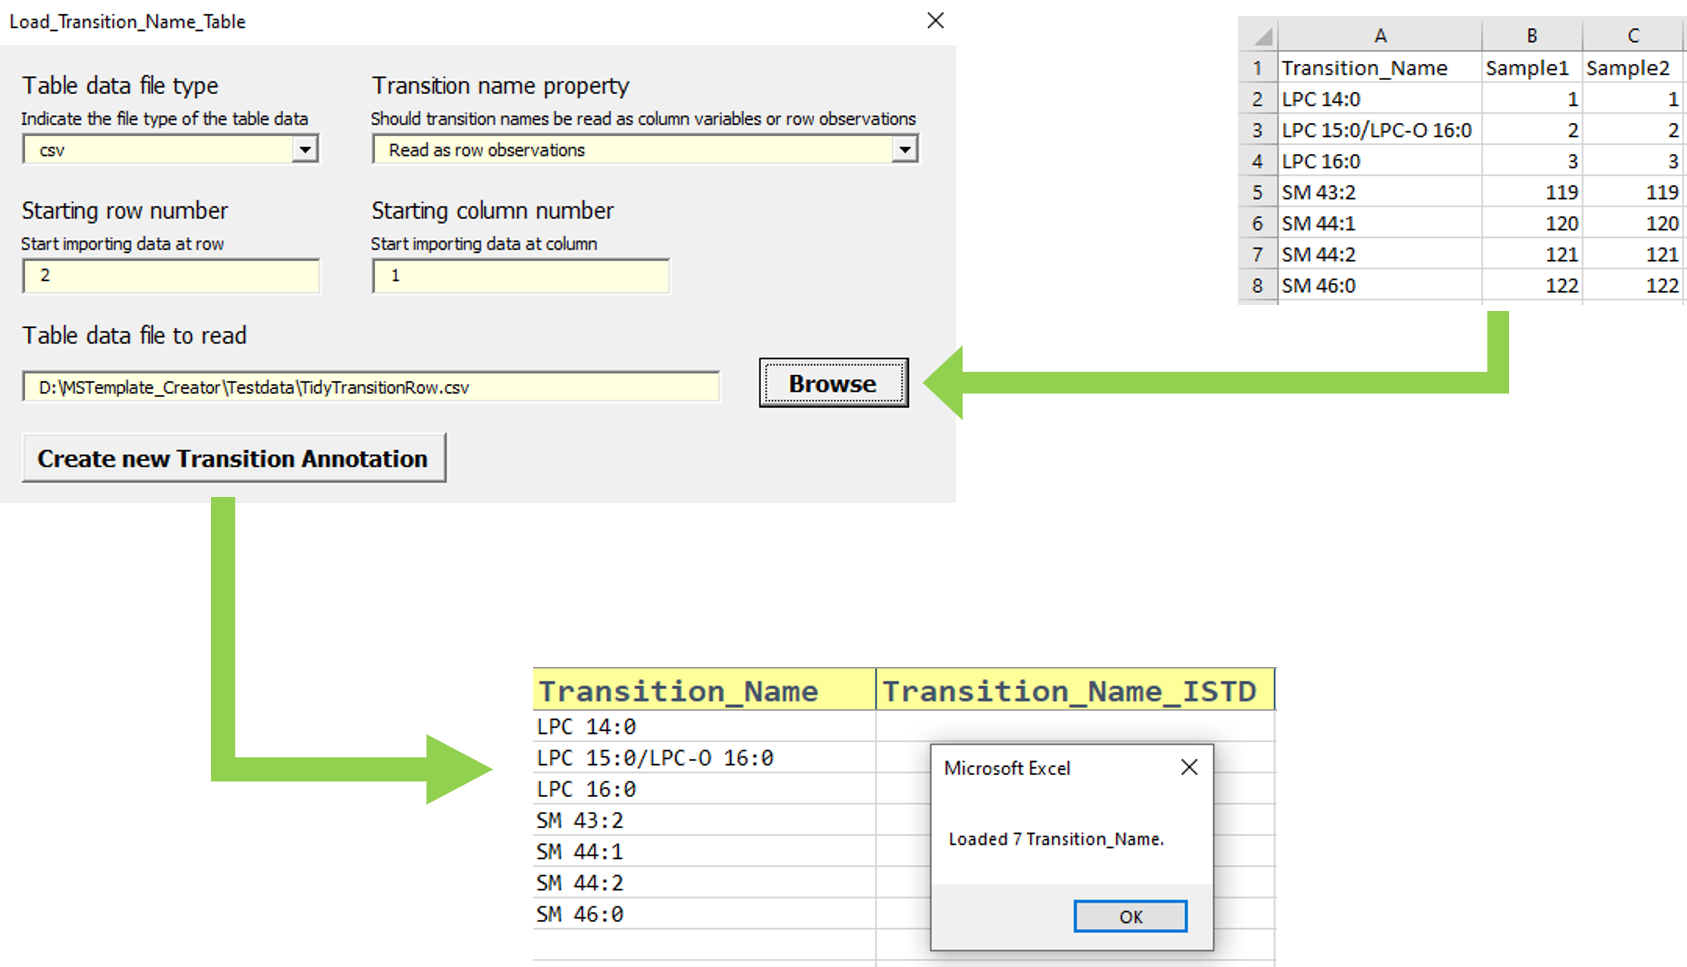 Load_Transition_Name_Table
Table data file type
Indicate the file type of the table data
csv
Transition name property
Should transition names be read as column variables or row observations
Read as row observations
Starting row number
Start importing data at row
2
Starting column number
Start importing data at column
1
Table data file to read
D:\MSTemplate_Creator\Testdata\TidyTransitionRow.csv
Browse
Create new Transition Annotation
A B C
1 Transition_Name Sample1 Sample2
2 LPC 14:0 1 1
3 LPC 15:0/LPC-O 16:0 2 2
4 LPC 16:0 3 3
5 SM 43:2 119 119
6 SM 44:1 120 120
7 SM 44:2 121 121
8 SM 46:0 122 122
Transition_Name Transition_Name_ISTD
LPC 14:0
LPC 15:0/LPC-O 16:0
LPC 16:0
SM 43:2
SM 44:1
SM 44:2
SM 46:0
Microsoft Excel
Loaded 7 Transition_Name.
OK